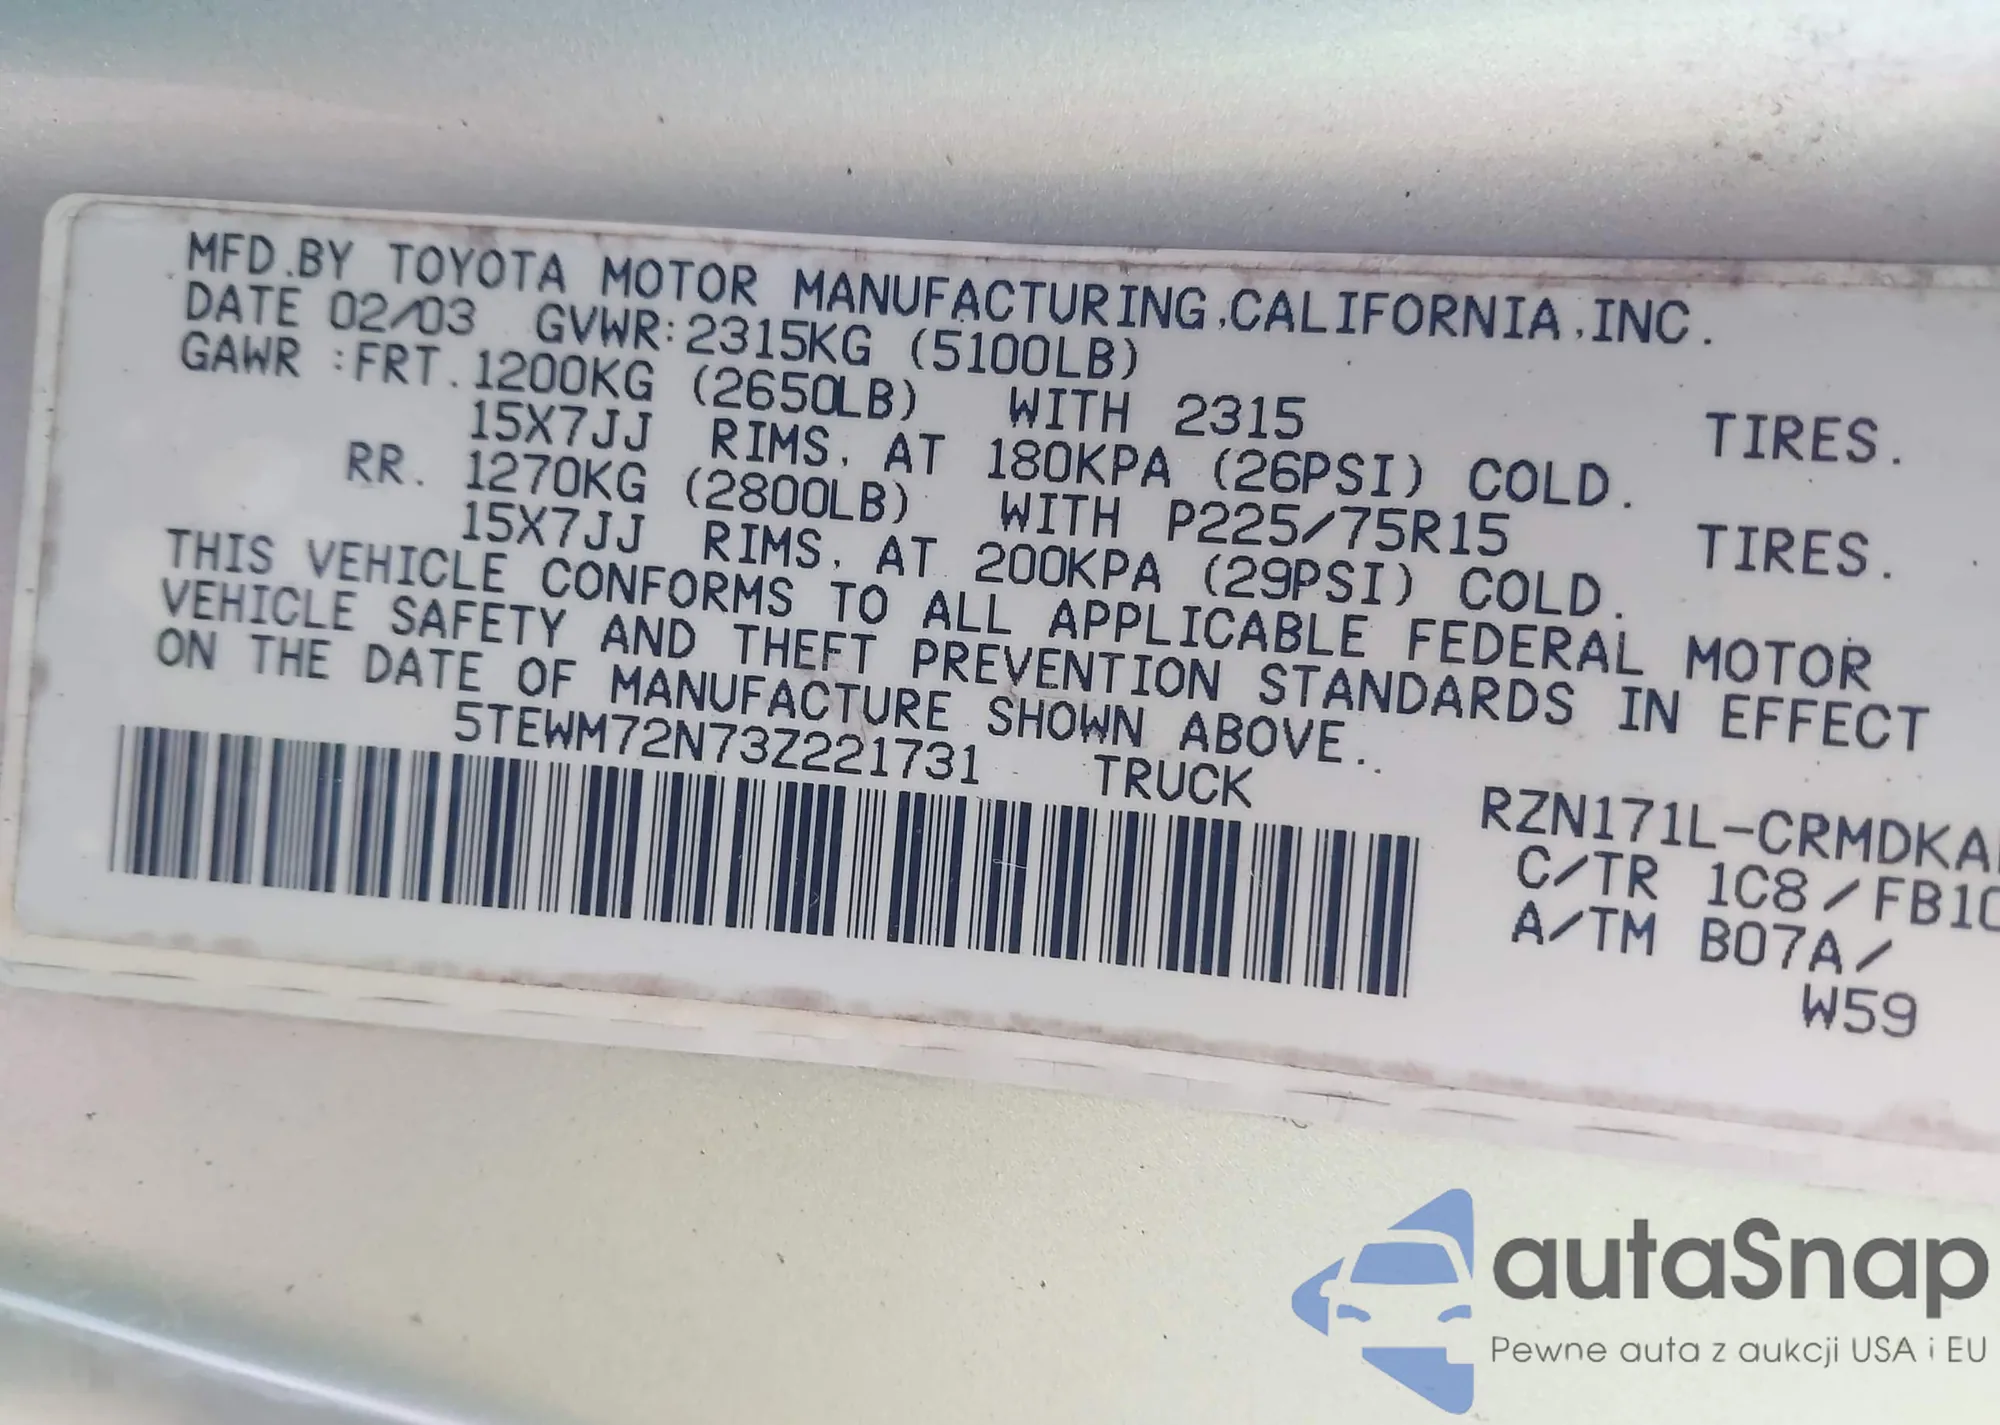 MFD.BY TOYOTA MOTOR MANUFACTURING,CALIFORNIA,INC.
DATE 02/03 GVWR:2315KG (5100LB)
GAWR :FRT.1200KG (2650LB) WITH 2315 TIRES.
15X7JJ RIMS, AT 180KPA (26PSI) COLD.
RR. 1270KG (2800LB) WITH P225/75R15 TIRES.
15X7JJ RIMS, AT 200KPA (29PSI) COLD.
THIS VEHICLE CONFORMS TO ALL APPLICABLE FEDERAL MOTOR
VEHICLE SAFETY AND THEFT PREVENTION STANDARDS IN EFFECT
ON THE DATE OF MANUFACTURE SHOWN ABOVE.
5TEWM72N73Z221731 TRUCK
RZN171L-CRMDKA
C/TR 1C8/FB10
A/TM B07A/
W59
autaSnap
Pewne auta z aukcji USA i EU